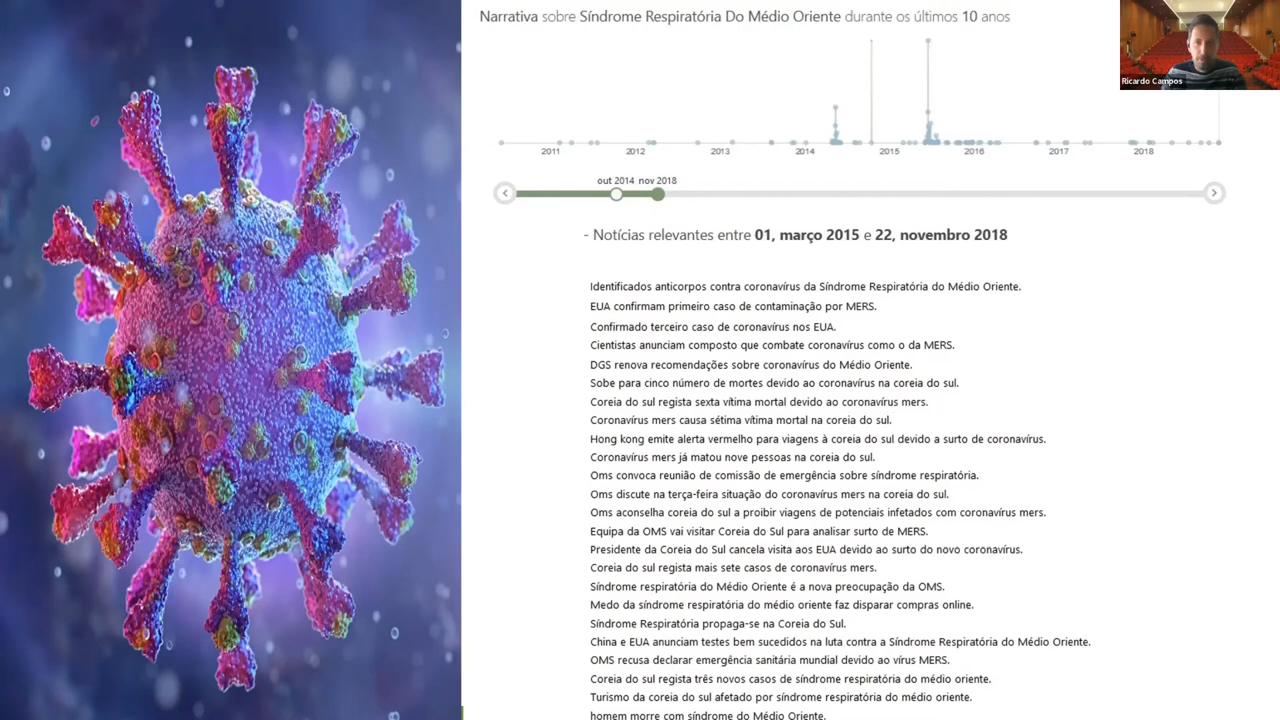 Narrativa sobre Síndrome Respiratória Do Médio Oriente durante os últimos 10 anos
Ricardo Campos
2011 2012 2013 2014 2015 2016 2017 2018
out 2014 nov 2018
- Notícias relevantes entre 01, março 2015 e 22, novembro 2018
Identificados anticorpos contra coronavírus da Síndrome Respiratória do Médio Oriente.
EUA confirmam primeiro caso de contaminação por MERS.
Confirmado terceiro caso de coronavírus nos EUA.
Cientistas anunciam composto que combate coronavírus como o da MERS.
DGS renova recomendações sobre coronavírus do Médio Oriente.
Sobe para cinco número de mortes devido ao coronavírus na coreia do sul.
Coreia do sul regista sexta vítima mortal devido ao coronavírus mers.
Coronavírus mers causa sétima vítima mortal na coreia do sul.
Hong kong emite alerta vermelho para viagens à coreia do sul devido a surto de coronavírus.
Coronavírus mers já matou nove pessoas na coreia do sul.
Oms convoca reunião de comissão de emergência sobre síndrome respiratória.
Oms discute na terça-feira situação do coronavírus mers na coreia do sul.
Oms aconselha coreia do sul a proibir viagens de potenciais infetados com coronavírus mers.
Equipa da OMS vai visitar Coreia do Sul para analisar surto de MERS.
Presidente da Coreia do Sul cancela visita aos EUA devido ao surto do novo coronavírus.
Coreia do sul regista mais sete casos de coronavírus mers.
Síndrome respiratória do Médio Oriente é a nova preocupação da OMS.
Medo da síndrome respiratória do médio oriente faz disparar compras online.
Síndrome Respiratória propaga-se na Coreia do Sul.
China e EUA anunciam testes bem sucedidos na luta contra a Síndrome Respiratória do Médio Oriente.
OMS recusa declarar emergência sanitária mundial devido ao vírus MERS.
Coreia do sul regista três novos casos de síndrome respiratória do médio oriente.
Turismo da coreia do sul afetado por síndrome respiratória do médio oriente.
homem morre com síndrome do Médio Oriente.